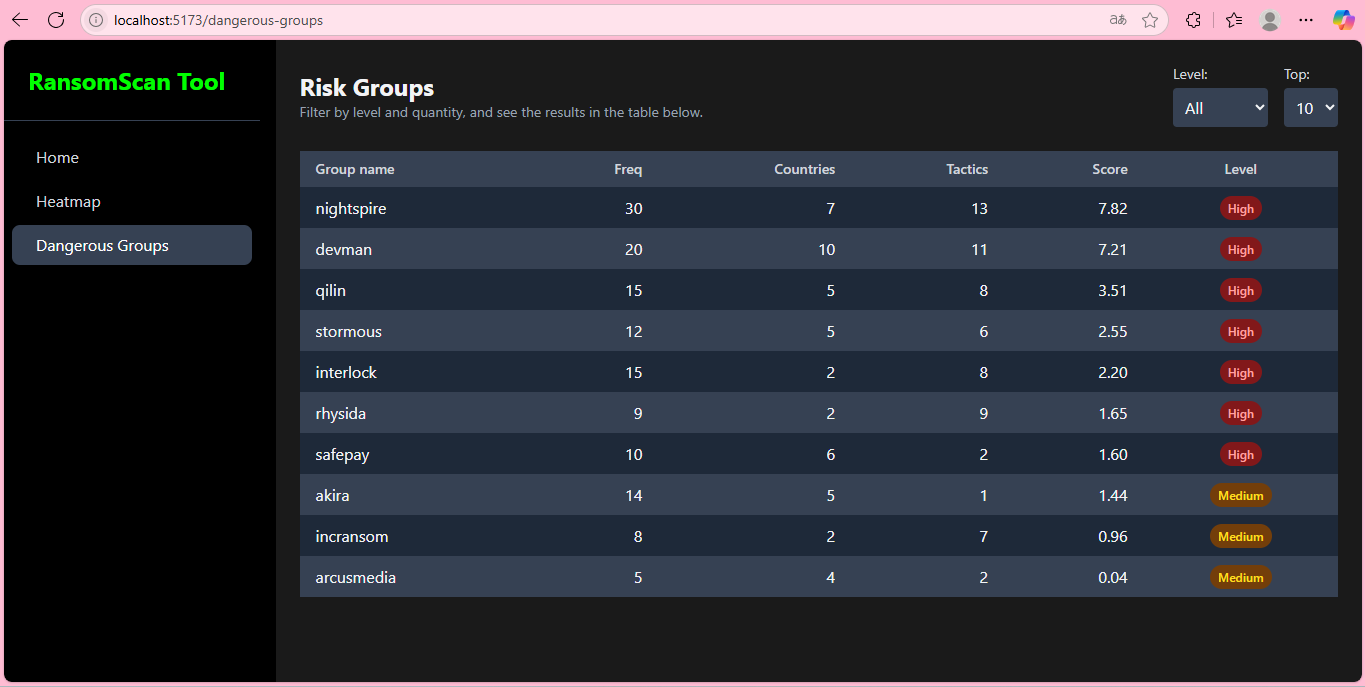 localhost:5173/dangerous-groups
aあ
RansomScan Tool
Home
Heatmap
Dangerous Groups
Risk Groups
Filter by level and quantity, and see the results in the table below.
Level: Top:
All 10
Group name Freq Countries Tactics Score Level
nightspire 30 7 13 7.82 High
devman 20 10 11 7.21 High
qilin 15 5 8 3.51 High
stormous 12 5 6 2.55 High
interlock 15 2 8 2.20 High
rhysida 9 2 9 1.65 High
safepay 10 6 2 1.60 High
akira 14 5 1 1.44 Medium
incransom 8 2 7 0.96 Medium
arcusmedia 5 4 2 0.04 Medium